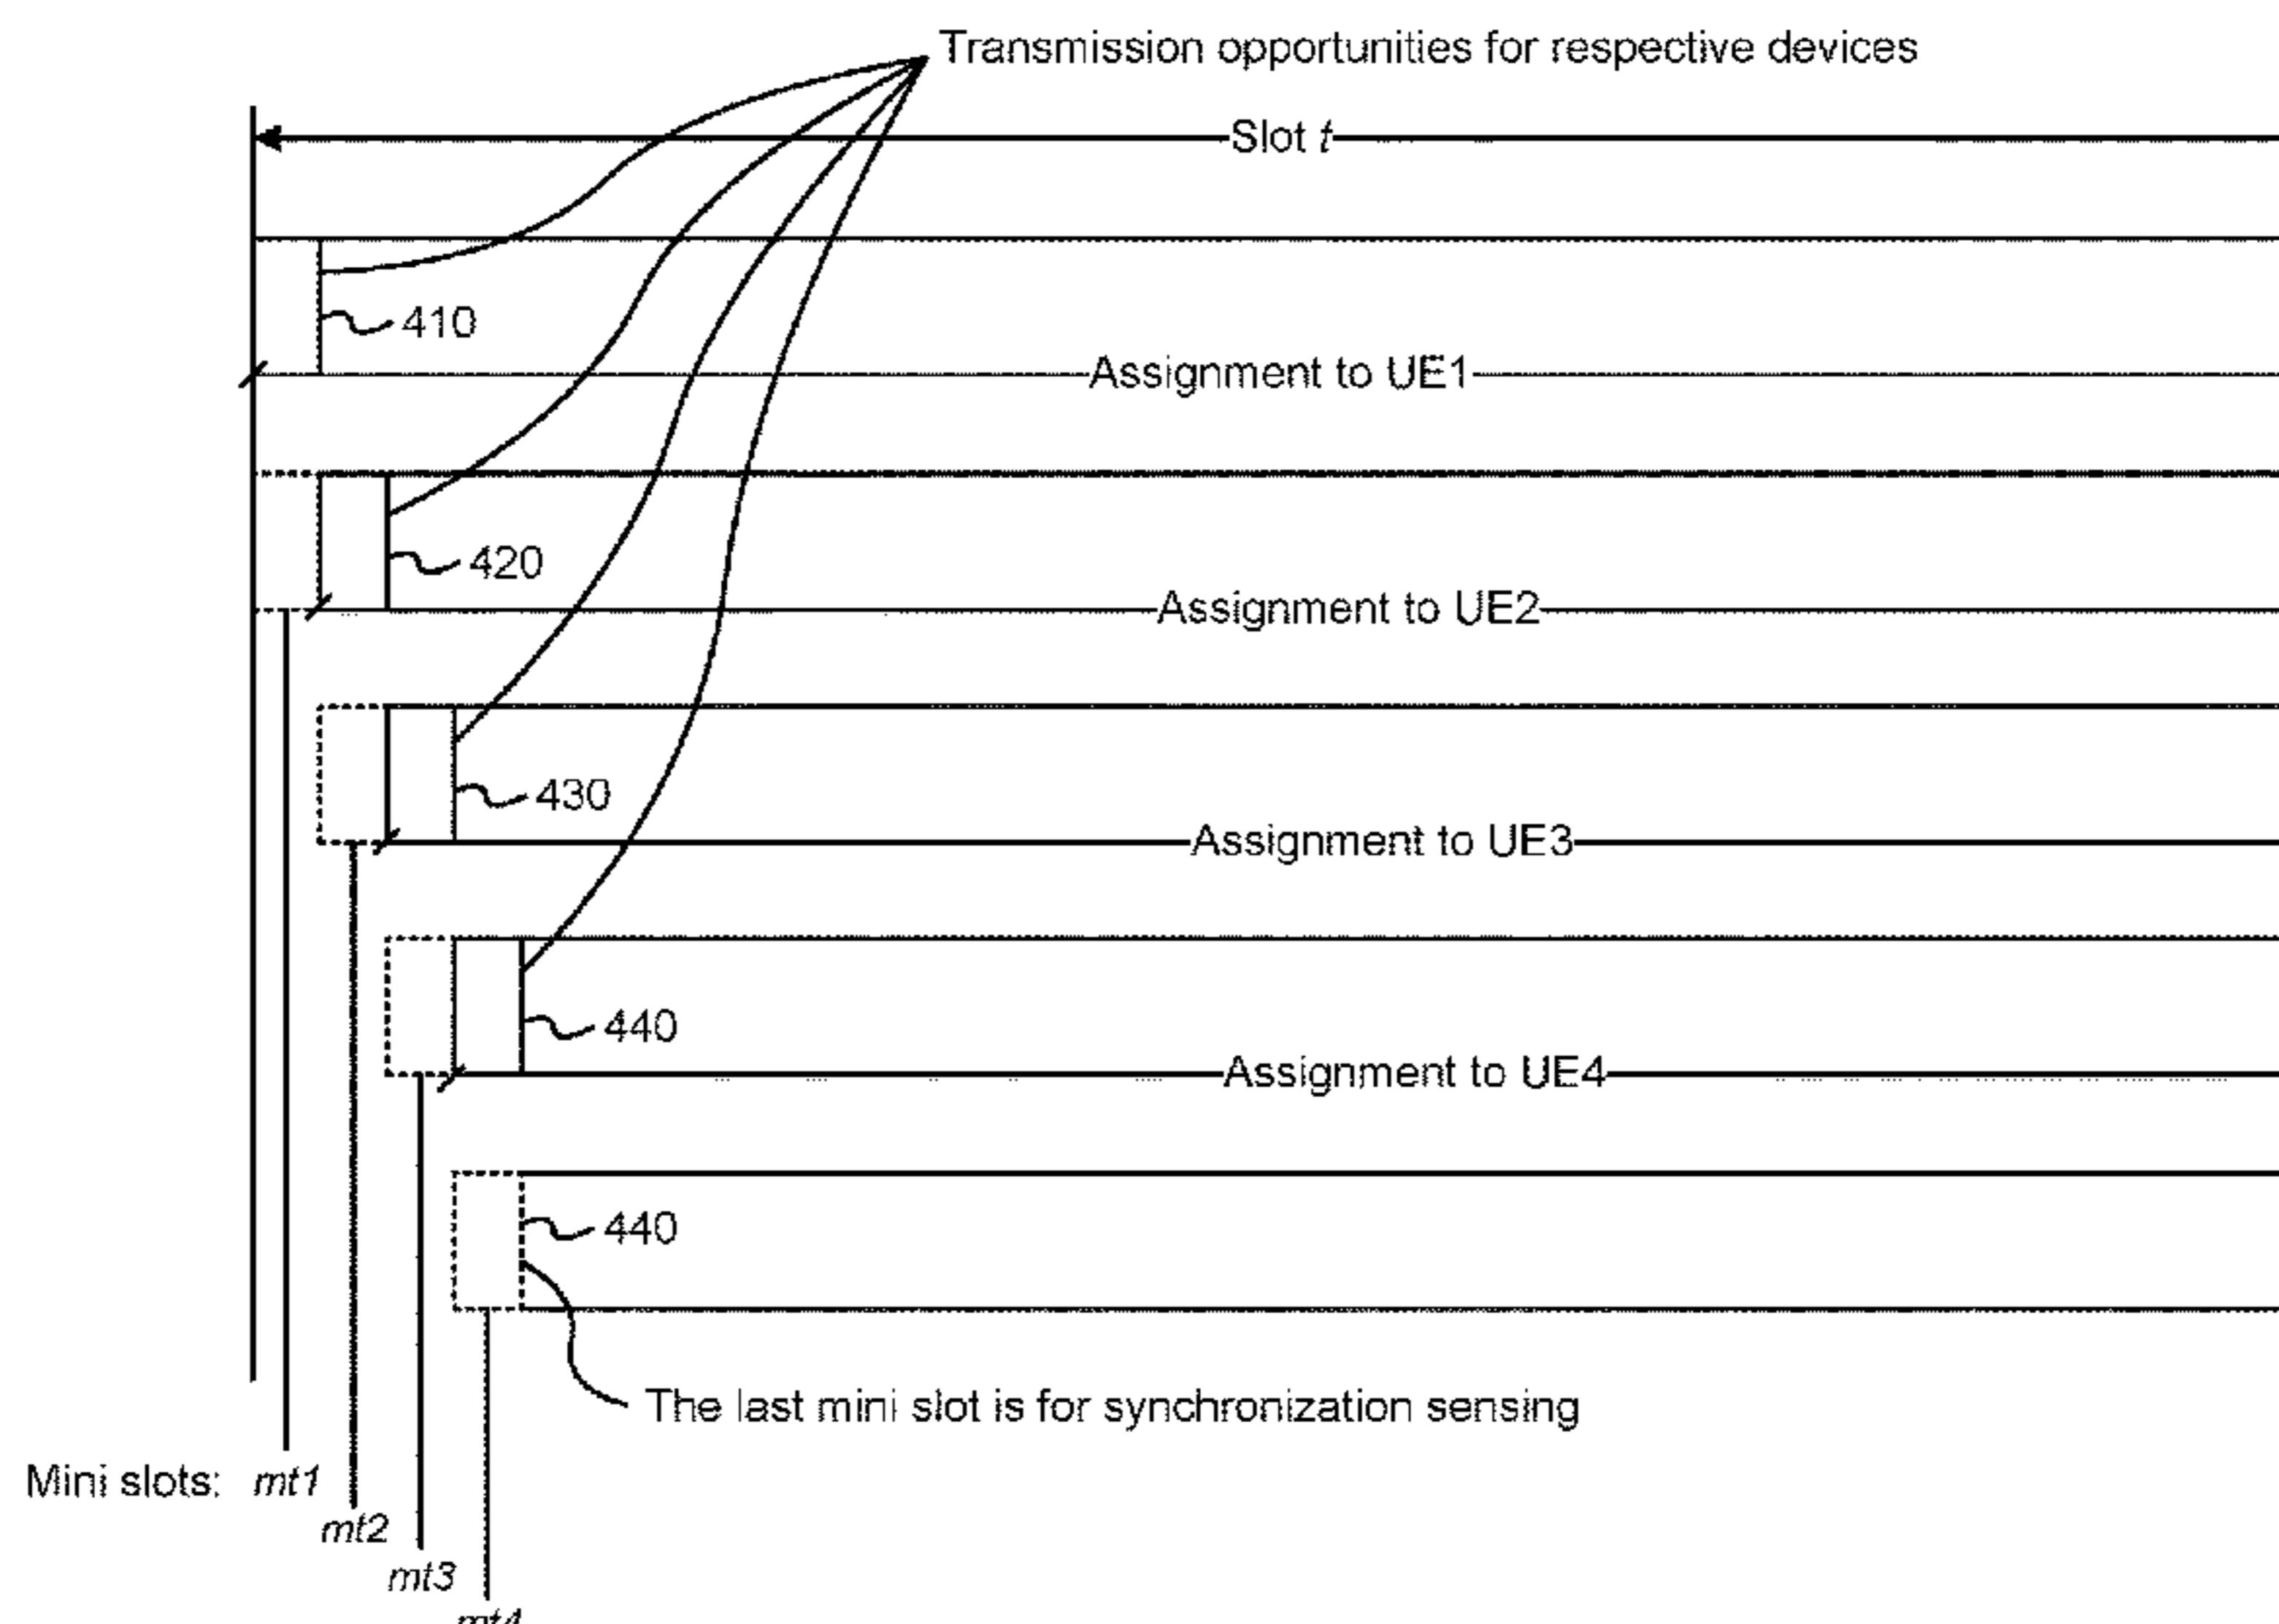 Transmission opportunities for respective devices
Slot t
410
Assignment to UE1
420
Assignment to UE2
430
Assignment to UE3
440
Assignment to UE4
440
The last mini slot is for synchronization sensing
Mini slots: mt1
mt2
mt3
mt4